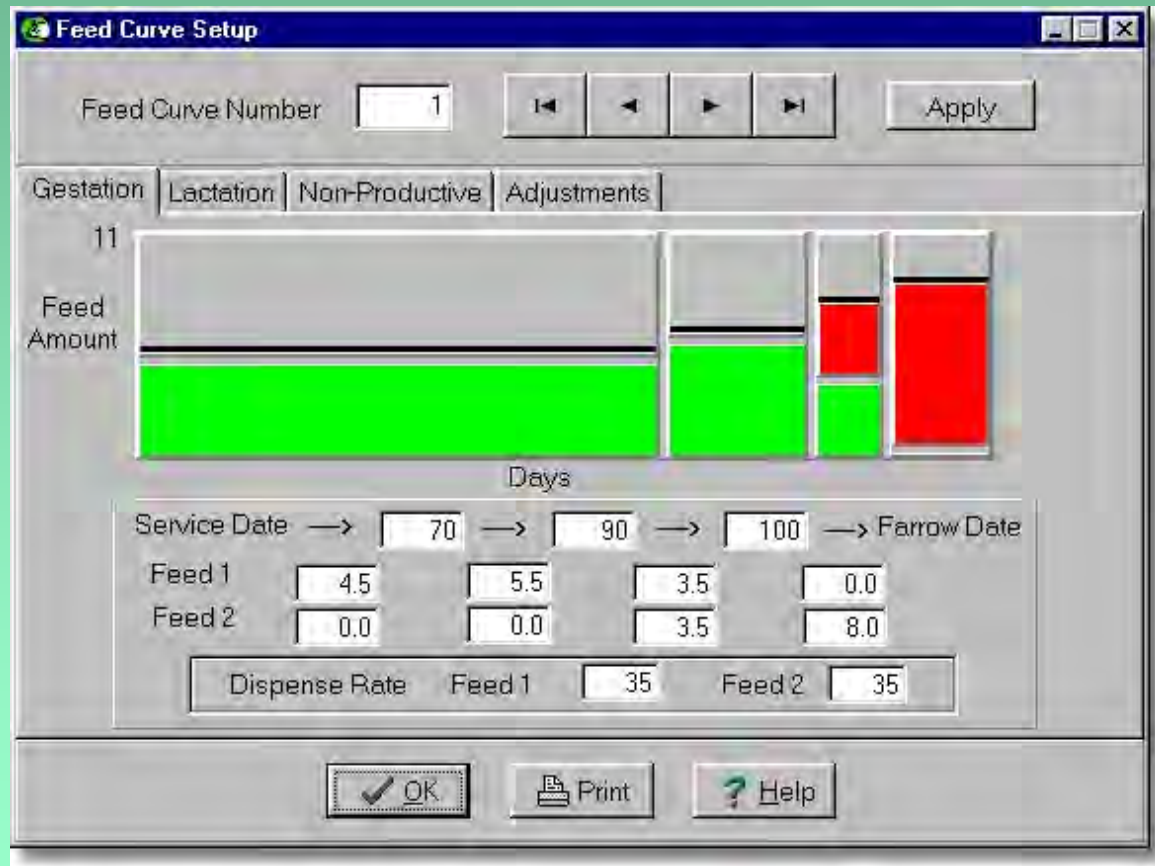 Feed Curve Setup
Feed Curve Number 1 Apply
Gestation Lactation Non-Productive Adjustments
11
Feed
Amount
Days
Service Date —> 70 —> 90 —> 100 —> Farrow Date
Feed 1 4.5 5.5 3.5 0.0
Feed 2 0.0 0.0 3.5 8.0
Dispense Rate Feed 1 35 Feed 2 35
OK Print ? Help